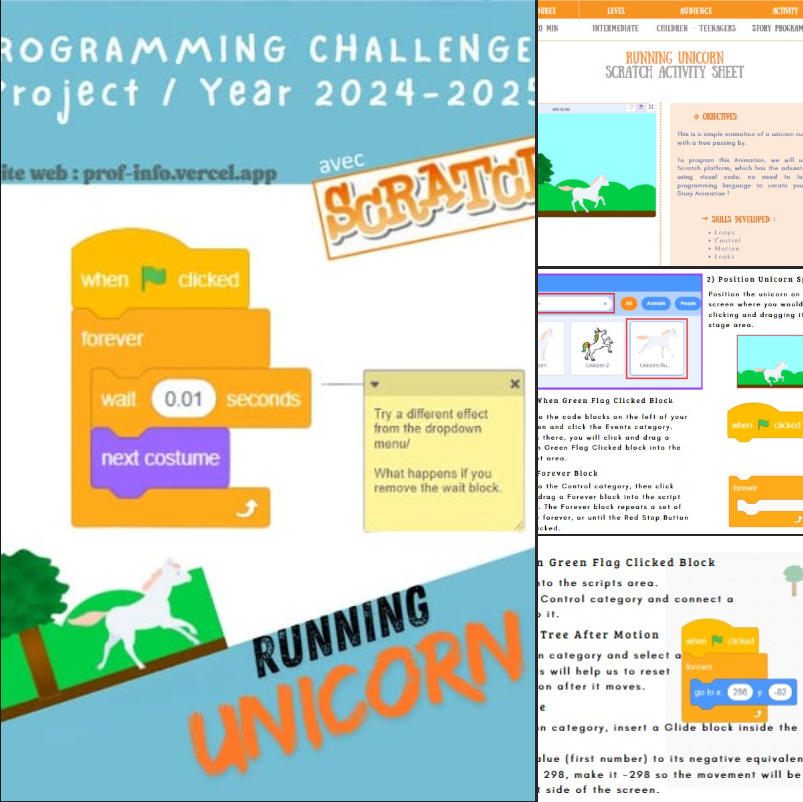 ROGRAMMING CHALLENGE
roject / Year 2024-2025
ite web : prof-info.vercel.app
avec
SCRATC
when clicked
forever
wait 0.01 seconds
next costume
Try a different effect
from the dropdown
menu/
What happens if you
remove the wait block.
RUNNING
UNICORN
LEVEL
AUDIENCE
ACTIVITY
0 MIN
INTERMEDIATE
CHILDREN - TEENAGERS
STORY PROGRAM
RUNNING UNICORN
SCRATCH ACTIVITY SHEET
❖ OBJECTIVES
This is a simple animation of a unicorn ru
with a tree passing by.
To program this Animation, we will u
Scratch platform, which has the advanta
using visual code: no need to le
programming language to create you
Story Animation !
→ SKILLS DEVELOPED: :
• Loops
• Control
• Motion
• Looks
All
Animals
People
orn
Unicorn 2
Unicorn Ru...
When Green Flag Clicked Block
o the code blocks on the left of your
en and click the Events category.
there, you will click and drag a
n Green Flag Clicked block into the
pt area.
Forever Block
o the Control category, then click
drag a Forever block into the script
. The Forever block repeats a set of
forever, or until the Red Stop Button
icked.
2) Position Unicorn S
Position the unicorn on
screen where you would
clicking and dragging i
stage area.
when clicked
forever
n Green Flag Clicked Block
nto the scripts area.
Control category and connect a
o it.
Tree After Motion
n category and select a
s will help us to reset
on after it moves.
e
n category, insert a Glide block inside the
alue (first number) to its negative equivalen
298, make it -298 so the movement will be
t side of the screen.
when clicked
forever
go to x: 298 y: -82